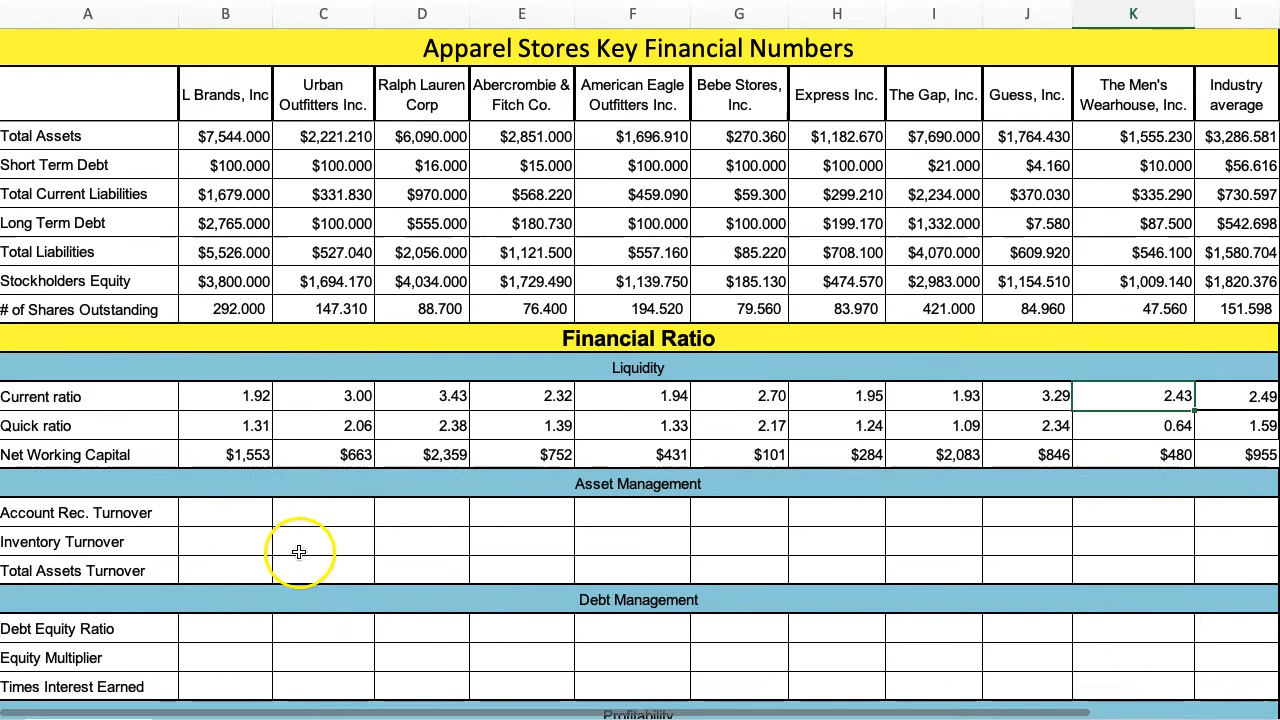 A B C D E F G H I J K L
Apparel Stores Key Financial Numbers
L Brands, Inc Urban Outfitters Inc. Ralph Lauren Corp Abercrombie & Fitch Co. American Eagle Outfitters Inc. Bebe Stores, Inc. Express Inc. The Gap, Inc. Guess, Inc. The Men's Wearhouse, Inc. Industry average
Total Assets $7,544.000 $2,221.210 $6,090.000 $2,851.000 $1,696.910 $270.360 $1,182.670 $7,690.000 $1,764.430 $1,555.230 $3,286.581
Short Term Debt $100.000 $100.000 $16.000 $15.000 $100.000 $100.000 $100.000 $21.000 $4.160 $10.000 $56.616
Total Current Liabilities $1,679.000 $331.830 $970.000 $568.220 $459.090 $59.300 $299.210 $2,234.000 $370.030 $335.290 $730.597
Long Term Debt $2,765.000 $100.000 $555.000 $180.730 $100.000 $100.000 $199.170 $1,332.000 $7.580 $87.500 $542.698
Total Liabilities $5,526.000 $527.040 $2,056.000 $1,121.500 $557.160 $85.220 $708.100 $4,070.000 $609.920 $546.100 $1,580.704
Stockholders Equity $3,800.000 $1,694.170 $4,034.000 $1,729.490 $1,139.750 $185.130 $474.570 $2,983.000 $1,154.510 $1,009.140 $1,820.376
# of Shares Outstanding 292.000 147.310 88.700 76.400 194.520 79.560 83.970 421.000 84.960 47.560 151.598
Financial Ratio
Liquidity
Current ratio 1.92 3.00 3.43 2.32 1.94 2.70 1.95 1.93 3.29 2.43 2.49
Quick ratio 1.31 2.06 2.38 1.39 1.33 2.17 1.24 1.09 2.34 0.64 1.59
Net Working Capital $1,553 $663 $2,359 $752 $431 $101 $284 $2,083 $846 $480 $955
Asset Management
Account Rec. Turnover
Inventory Turnover
Total Assets Turnover
Debt Management
Debt Equity Ratio
Equity Multiplier
Times Interest Earned
Profitability